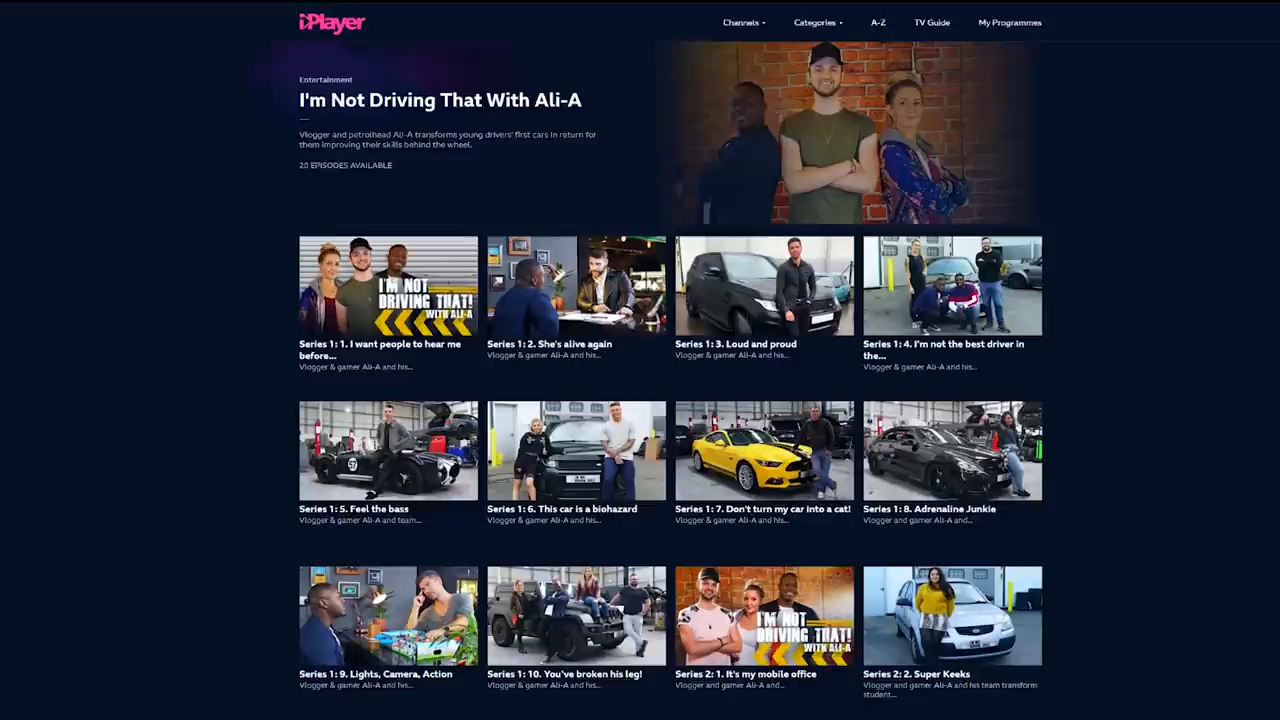 iPlayer
Channels
Categories
A-Z
TV Guide
My Programmes
Entertainment
I'm Not Driving That With Ali-A
Vlogger and petrolhead Ali-A transforms young drivers' first cars in return for
them improving their skills behind the wheel.
20 EPISODES AVAILABLE
I'M NOT
DRIVING THAT!
WITH ALI-A
Series 1: 1. I want people to hear me
before...
Vlogger & gamer Ali-A and his...
Series 1: 2. She's alive again
Vlogger & gamer Ali-A and his...
Series 1: 3. Loud and proud
Vlogger & gamer Ali-A and his...
Series 1: 4. I'm not the best driver in
the...
Vlogger & gamer Ali-A and his...
57
Series 1: 5. Feel the bass
Vlogger & gamer Ali-A and team...
Series 1: 6. This car is a biohazard
Vlogger & gamer Ali-A and his...
Series 1: 7. Don't turn my car into a cat!
Vlogger & gamer Ali-A and his...
Series 1: 8. Adrenaline Junkie
Vlogger and gamer Ali-A and...
Series 1: 9. Lights, Camera, Action
Vlogger & gamer Ali-A and his...
Series 1: 10. You've broken his leg!
Vlogger & gamer Ali-A and his...
I'M NOT
DRIVING THAT!
WITH ALI-A
Series 2: 1. It's my mobile office
Vlogger and gamer Ali-A and...
Series 2: 2. Super Keeks
Vlogger and gamer Ali-A and his team transform
student...